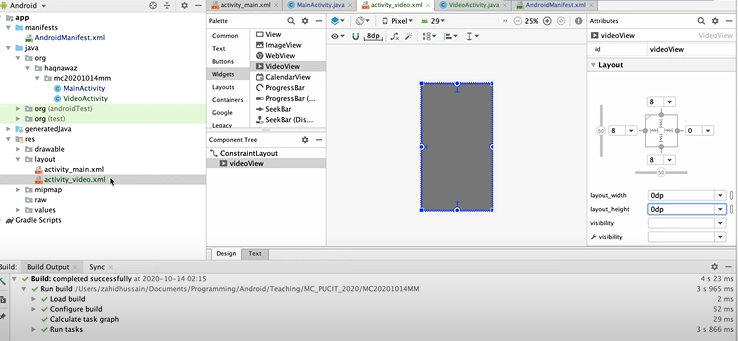 Android
app
manifests
AndroidManifest.xml
java
org
haqnawaz
mc20201014mm
MainActivity
VideoActivity
org (androidTest)
org (test)
generatedJava
res
drawable
layout
activity_main.xml
activity_video.xml
mipmap
raw
values
Gradle Scripts
activity_main.xml
MainActivity.java
activity_video.xml
VideoActivity.java
AndroidManifest.xml
Palette
Common
Text
Buttons
Widgets
Layouts
Containers
Google
Legacy
View
ImageView
WebView
VideoView
CalendarView
ProgressBar
ProgressBar (...
SeekBar
SeekBar (Dis...
Component Tree
ConstraintLayout
videoView
Pixel
29
25%
8dp
Attributes
videoView
VideoView
id
videoView
Layout
8
50
8
0
8
50
layout_width
0dp
layout_height
0dp
visibility
visibility
Design
Text
Build:
Build Output
Sync
Build: completed successfully at 2020-10-14 02:15
4 s 23 ms
Run build /Users/zahidhussain/Documents/Programming/Android/Teaching/MC_PUCIT_2020/MC20201014MM
3 s 965 ms
Load build
2 ms
Configure build
52 ms
Calculate task graph
29 ms
Run tasks
3 s 866 ms